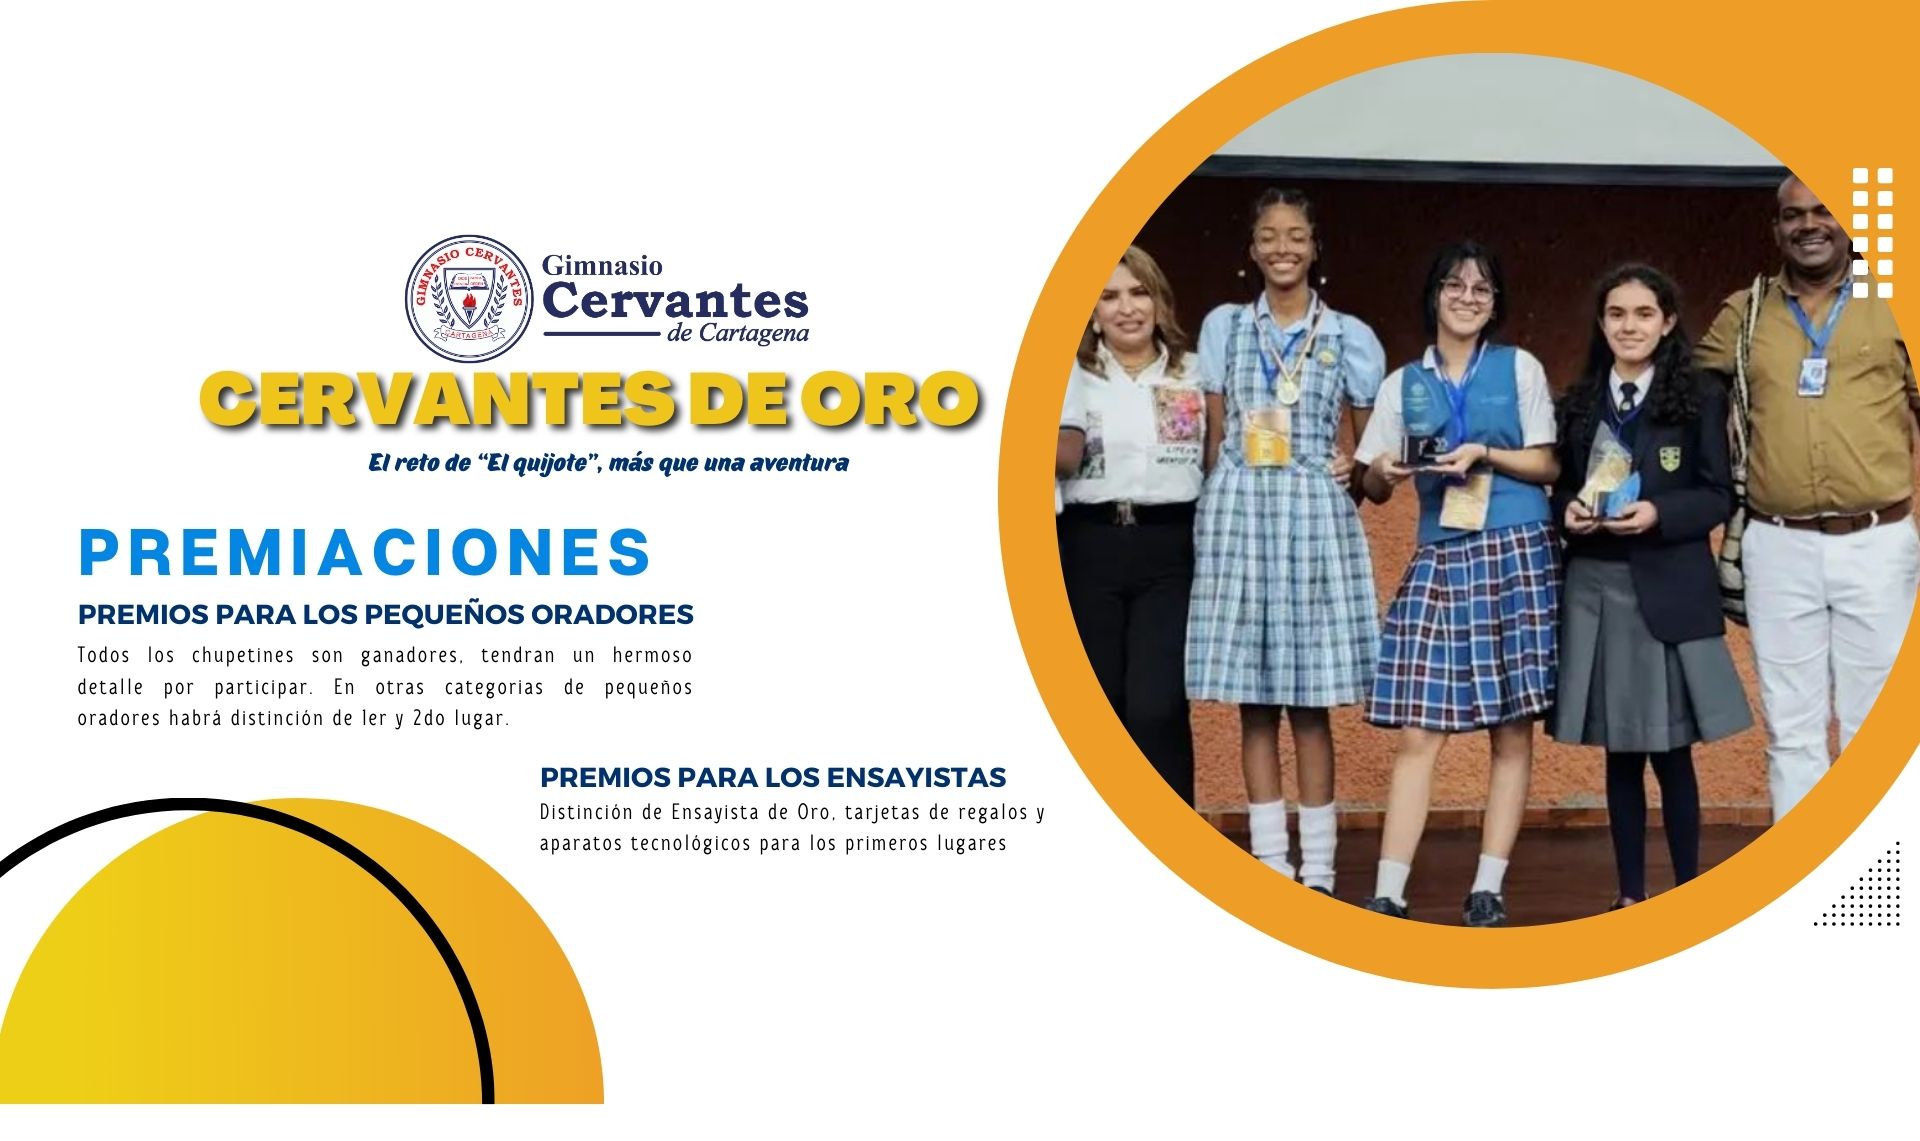 GIMNASIO CERVANTES
CARTAGENA
Gimnasio
Cervantes
de Cartagena
CERVANTES DE ORO
El reto de “El quijote”, más que una aventura
PREMIACIONES
PREMIOS PARA LOS PEQUEÑOS ORADORES
Todos los chupetines son ganadores, tendran un hermoso
detalle por participar. En otras categorias de pequeños
oradores habrá distinción de 1er y 2do lugar.
PREMIOS PARA LOS ENSAYISTAS
Distinción de Ensayista de Oro, tarjetas de regalos y
aparatos tecnológicos para los primeros lugares